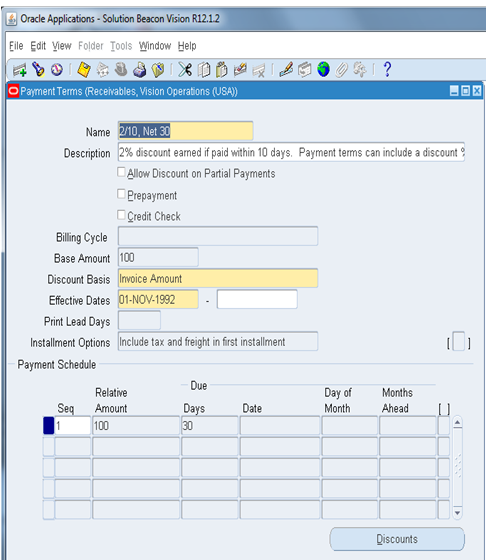 Oracle Applications - Solution Beacon Vision R12.1.2
File Edit View Folder Tools Window Help
Payment Terms (Receivables, Vision Operations (USA))
Name 2/10, Net 30
Description 2% discount earned if paid within 10 days. Payment terms can include a discount %
Allow Discount on Partial Payments
Prepayment
Credit Check
Billing Cycle
Base Amount 100
Discount Basis Invoice Amount
Effective Dates 01-NOV-1992 -
Print Lead Days
Installment Options Include tax and freight in first installment [ ]
Payment Schedule
Due
Relative Day of Months
Seq Amount Days Date Month Ahead [ ]
1 100 30
Discounts